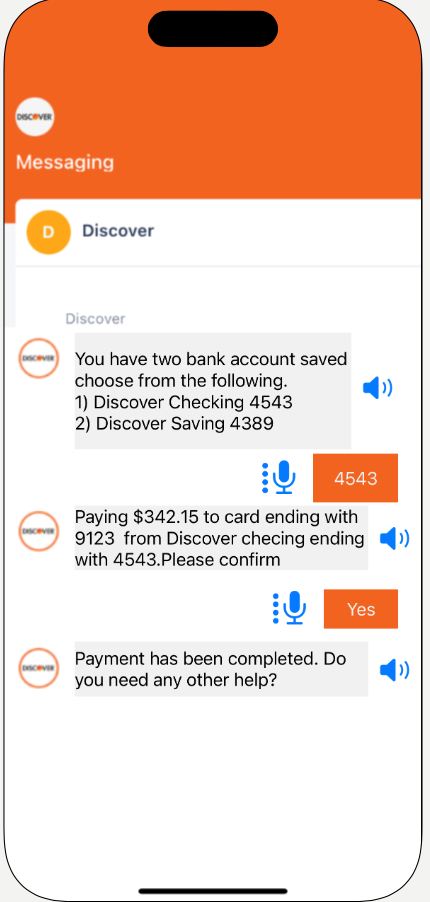 DISCOVER
Messaging
D Discover
Discover
DISCOVER
You have two bank account saved
choose from the following.
1) Discover Checking 4543
2) Discover Saving 4389
4543
DISCOVER
Paying $342.15 to card ending with
9123 from Discover checing ending
with 4543.Please confirm
Yes
DISCOVER
Payment has been completed. Do
you need any other help?